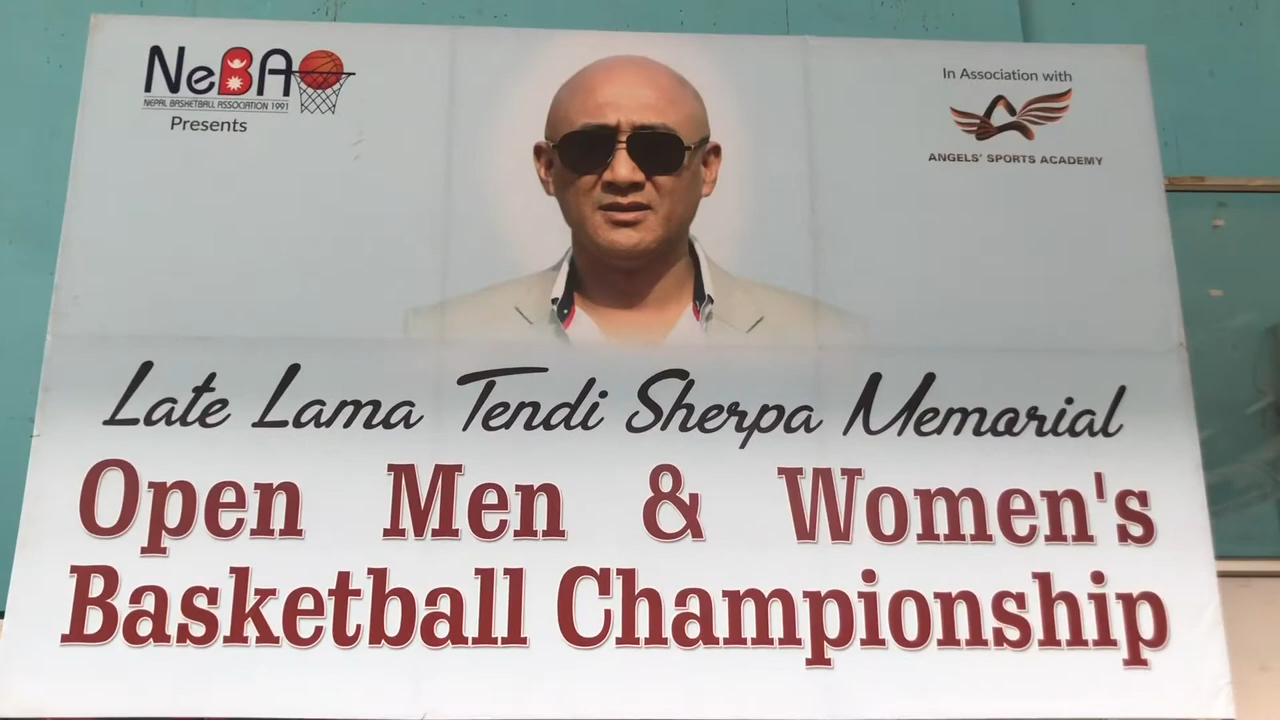 NeBA
NEPAL BASKETBALL ASSOCIATION 1991
Presents
In Association with
ANGELS' SPORTS ACADEMY
Late Lama Tendi Sherpa Memorial
Open Men & Women's
Basketball Championship